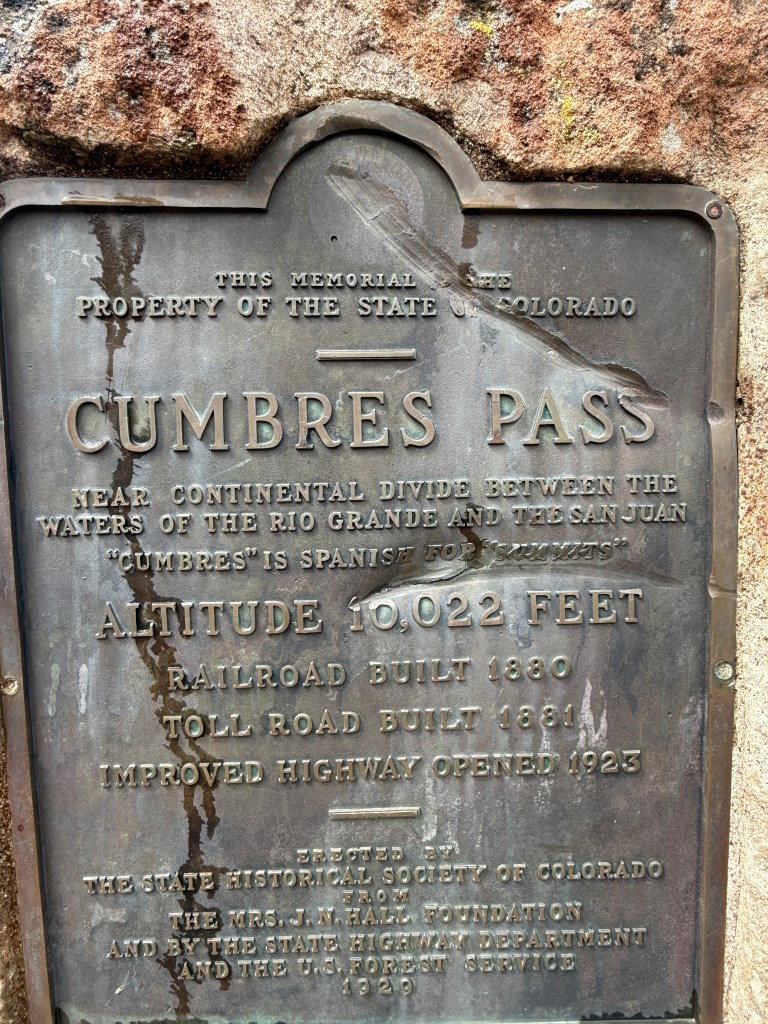 THIS MEMORIAL THE
PROPERTY OF THE STATE OF COLORADO
CUMBRES PASS
NEAR CONTINENTAL DIVIDE BETWEEN THE
WATERS OF THE RIO GRANDE AND THE SAN JUAN
"CUMBRES" IS SPANISH FOR "SUMMITS"
ALTITUDE 10,022 FEET
RAILROAD BUILT 1880
TOLL ROAD BUILT 1881
IMPROVED HIGHWAY OPENED 1923
ERECTED BY
THE STATE HISTORICAL SOCIETY OF COLORADO
FROM
THE MRS. J. N. HALL FOUNDATION
AND BY THE STATE HIGHWAY DEPARTMENT
AND THE U.S. FOREST SERVICE
1929